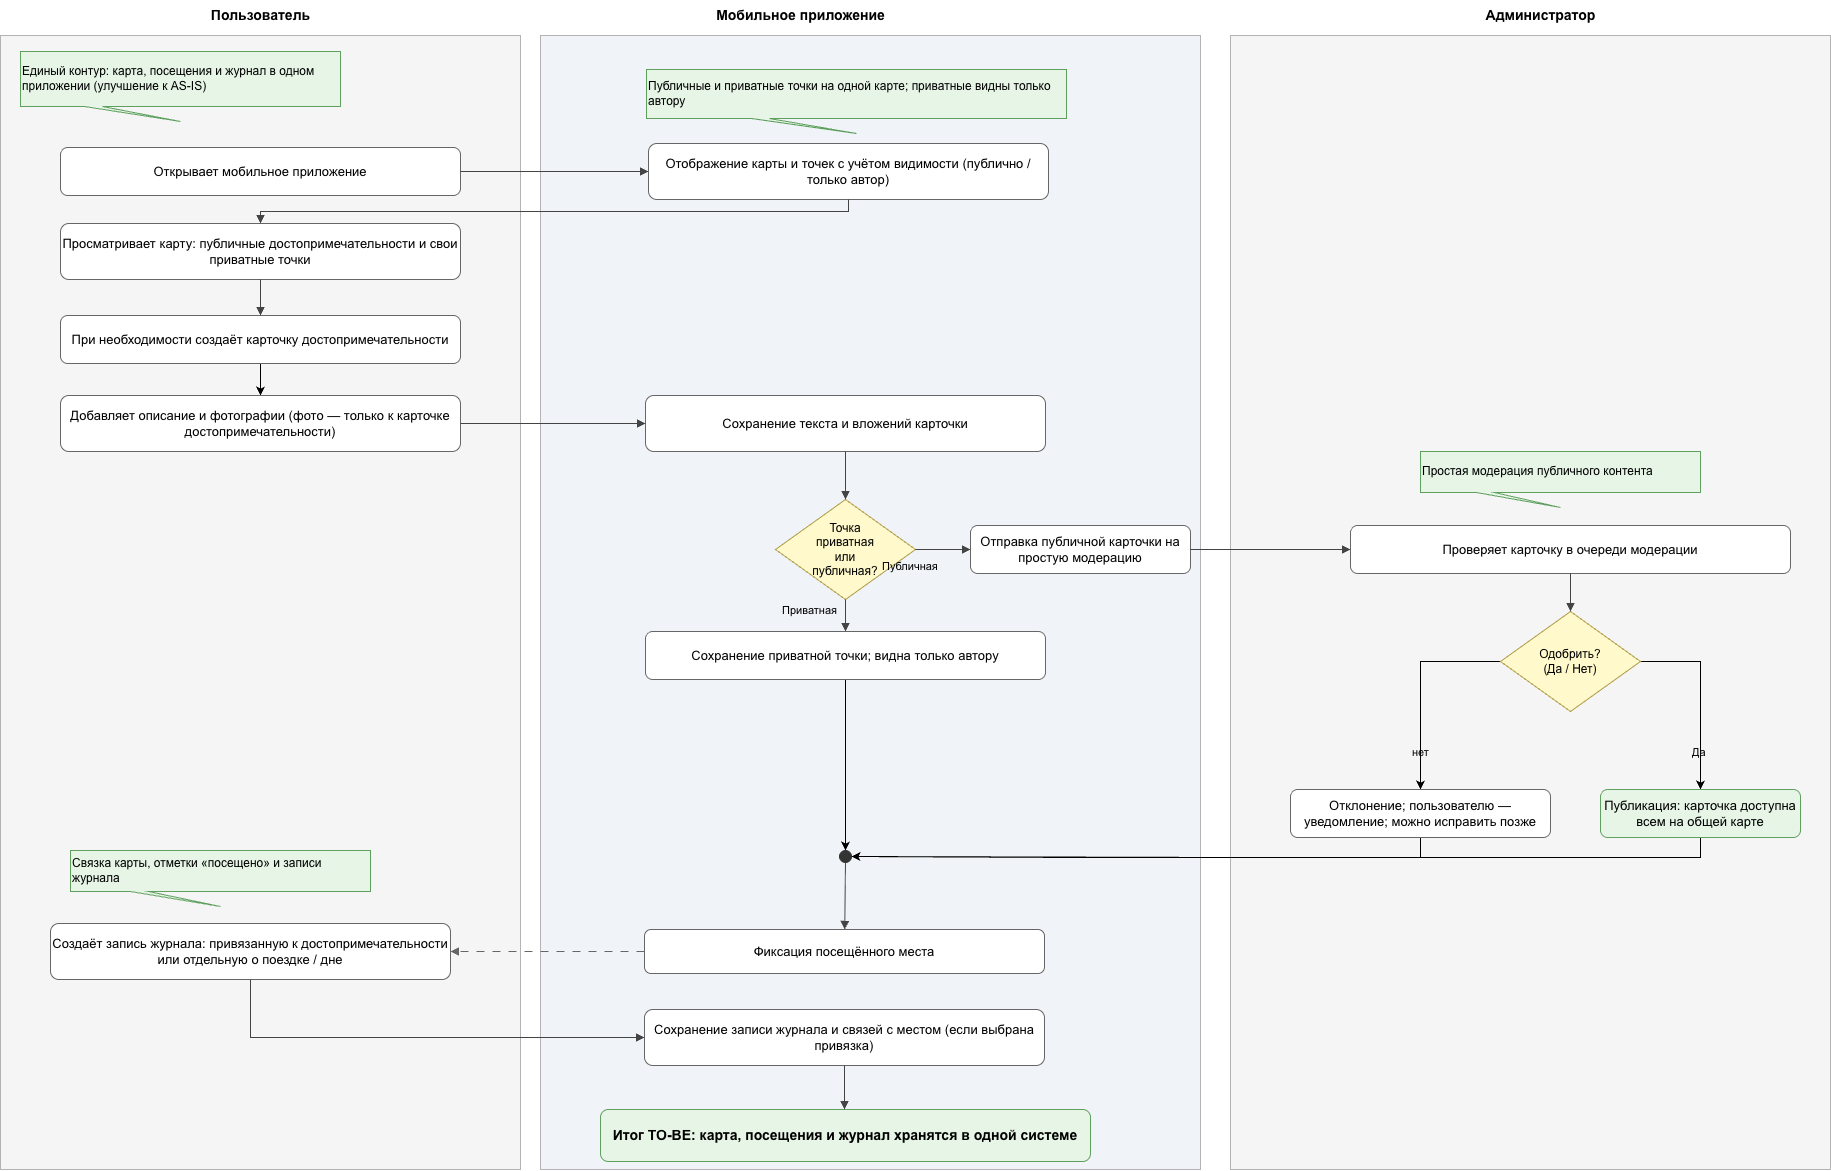 Пользователь
Мобильное приложение
Администратор
Единый контур: карта, посещения и журнал в одном
приложении (улучшение к AS-IS)
Публичные и приватные точки на одной карте; приватные видны только
автору
Открывает мобильное приложение
Отображение карты и точек с учётом видимости (публично /
только автор)
Просматривает карту: публичные достопримечательности и свои
приватные точки
При необходимости создаёт карточку достопримечательности
Добавляет описание и фотографии (фото — только к карточке
достопримечательности)
Сохранение текста и вложений карточки
Простая модерация публичного контента
Точка
приватная
или
публичная?
Публичная
Отправка публичной карточки на
простую модерацию
Проверяет карточку в очереди модерации
Приватная
Сохранение приватной точки; видна только автору
Одобрить?
(Да / Нет)
нет
Да
Отклонение; пользователю —
уведомление; можно исправить позже
Публикация: карточка доступна
всем на общей карте
Связка карты, отметки «посещено» и записи
журнала
Создаёт запись журнала: привязанную к достопримечательности
или отдельную о поездке / дне
Фиксация посещённого места
Сохранение записи журнала и связей с местом (если выбрана
привязка)
Итог TO-BE: карта, посещения и журнал хранятся в одной системе